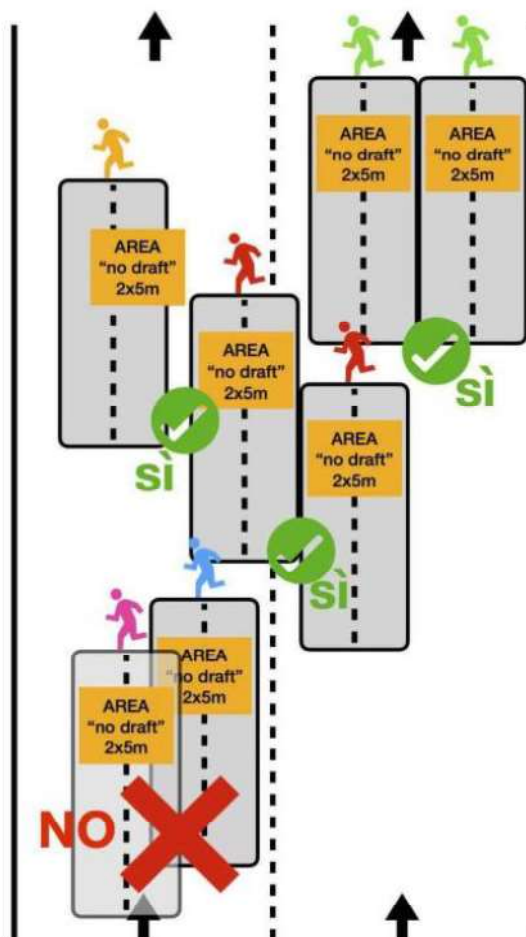 AREA
“no draft”
2x5m
AREA
“no draft”
2x5m
AREA
“no draft”
2x5m
AREA
“no draft”
2x5m
sì
AREA
“no draft”
2x5m
sì
sì
AREA
“no draft”
2x5m
AREA
“no draft”
2x5m
NO